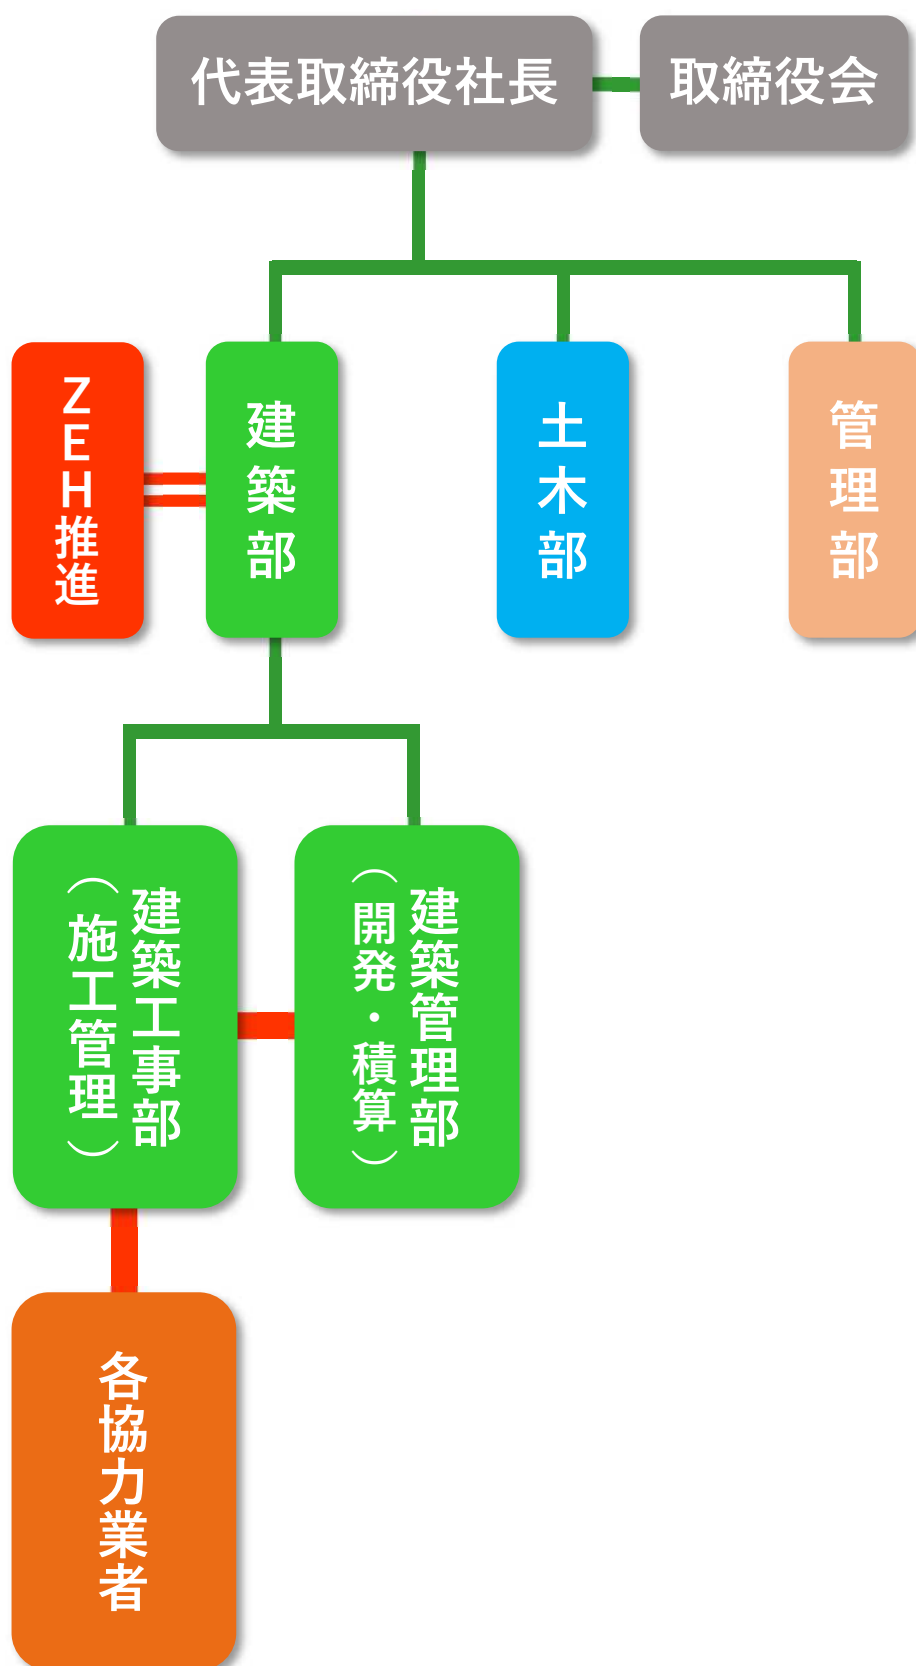 代表取締役社長
取締役会
ZEH推進
建築部
土木部
管理部
建築工事部
（施工管理）
建築管理部
（開発・積算）
各協力業者